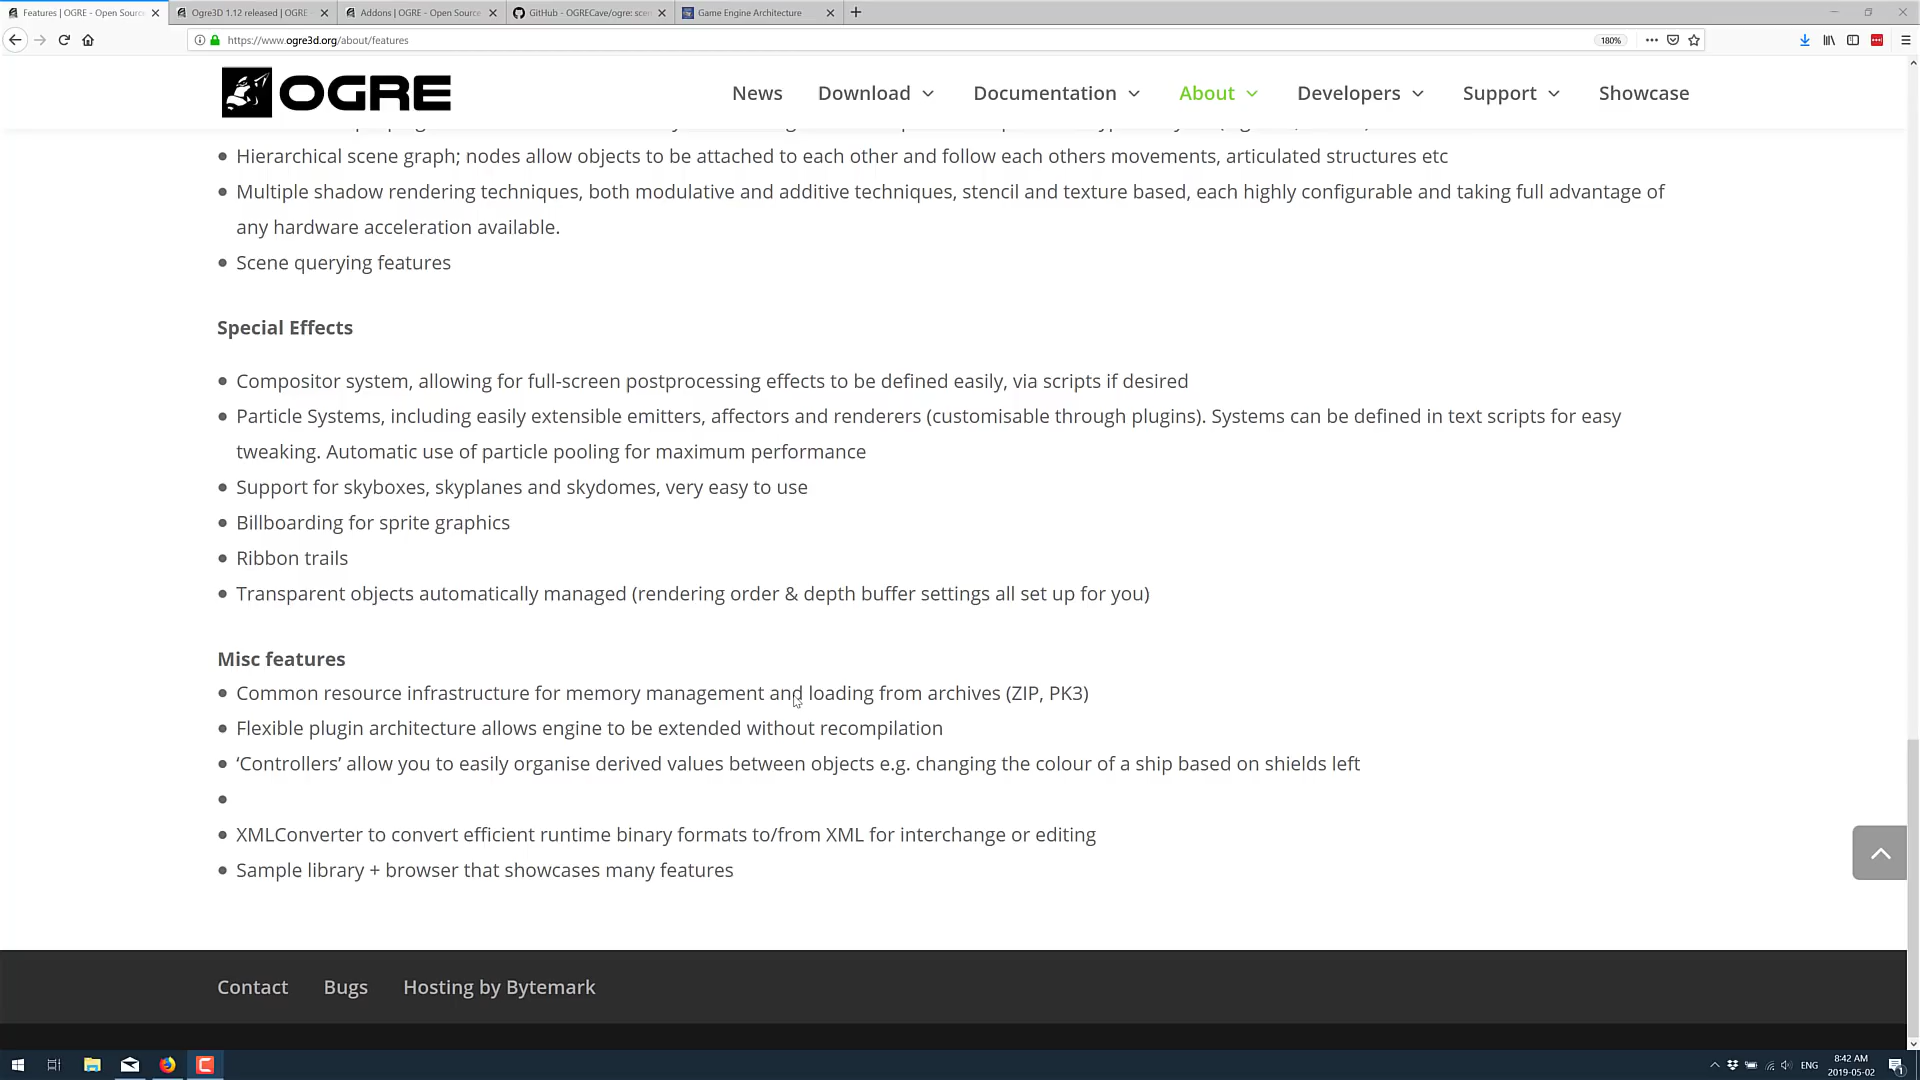 Features | OGRE - Open Sourc
Ogre3D 1.12 released | OGRE
Addons | OGRE - Open Source
GitHub - OGRECave/ogre: scen
Game Engine Architecture
https://www.ogre3d.org/about/features
180%
OGRE
News
Download
Documentation
About
Developers
Support
Showcase
Hierarchical scene graph; nodes allow objects to be attached to each other and follow each others movements, articulated structures etc
Multiple shadow rendering techniques, both modulative and additive techniques, stencil and texture based, each highly configurable and taking full advantage of
any hardware acceleration available.
Scene querying features
Special Effects
Compositor system, allowing for full-screen postprocessing effects to be defined easily, via scripts if desired
Particle Systems, including easily extensible emitters, affectors and renderers (customisable through plugins). Systems can be defined in text scripts for easy
tweaking. Automatic use of particle pooling for maximum performance
Support for skyboxes, skyplanes and skydomes, very easy to use
Billboarding for sprite graphics
Ribbon trails
Transparent objects automatically managed (rendering order & depth buffer settings all set up for you)
Misc features
Common resource infrastructure for memory management and loading from archives (ZIP, PK3)
Flexible plugin architecture allows engine to be extended without recompilation
‘Controllers’ allow you to easily organise derived values between objects e.g. changing the colour of a ship based on shields left
XMLConverter to convert efficient runtime binary formats to/from XML for interchange or editing
Sample library + browser that showcases many features
Contact
Bugs
Hosting by Bytemark
ENG
8:42 AM
2019-05-02